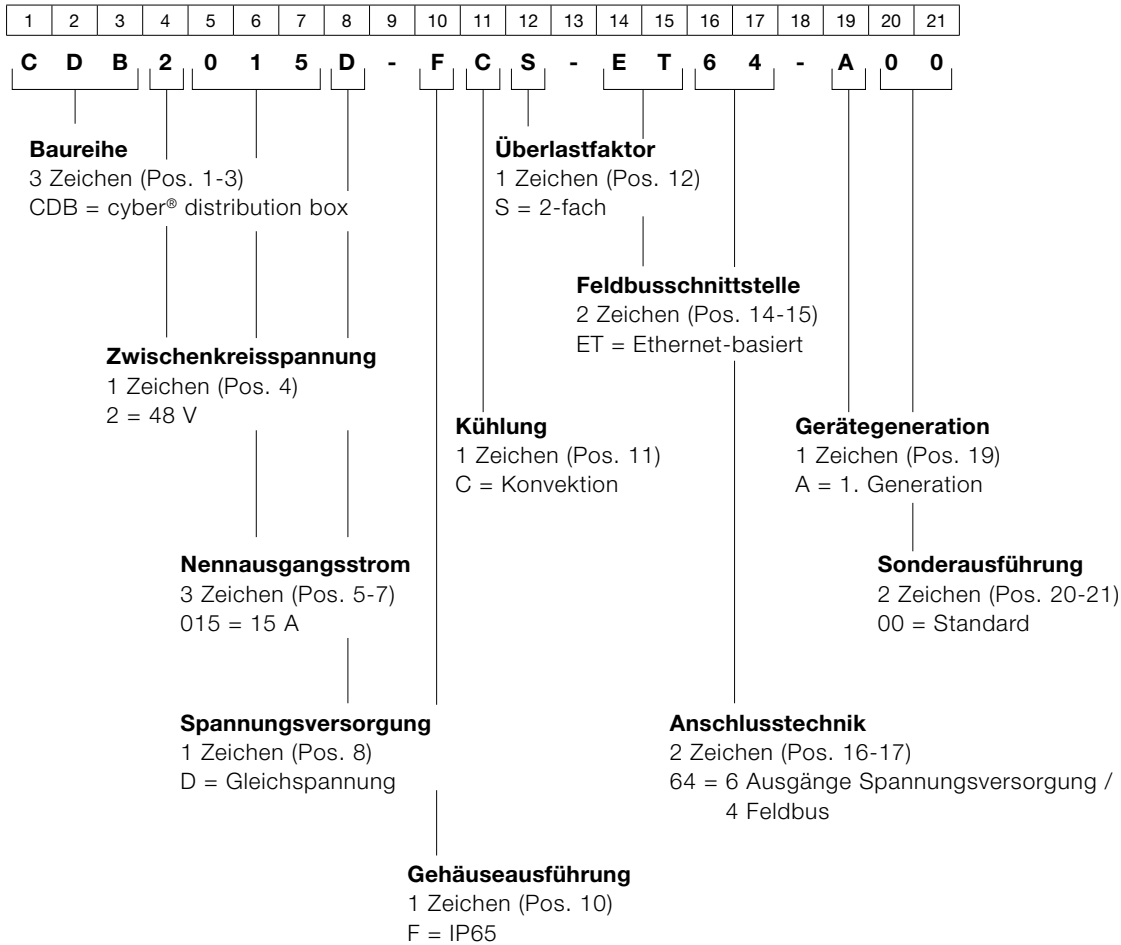 1 2 3 4 5 6 7 8 9 10 11 12 13 14 15 16 17 18 19 20 21
C D B 2 0 1 5 D - F C S - E T 6 4 - A 0 0
Baureihe
3 Zeichen (Pos. 1-3)
CDB = cyber® distribution box
Überlastfaktor
1 Zeichen (Pos. 12)
S = 2-fach
Feldbusschnittstelle
2 Zeichen (Pos. 14-15)
ET = Ethernet-basiert
Zwischenkreisspannung
1 Zeichen (Pos. 4)
2 = 48 V
Kühlung
1 Zeichen (Pos. 11)
C = Konvektion
Gerätegeneration
1 Zeichen (Pos. 19)
A = 1. Generation
Nennausgangsstrom
3 Zeichen (Pos. 5-7)
015 = 15 A
Sonderausführung
2 Zeichen (Pos. 20-21)
00 = Standard
Spannungsversorgung
1 Zeichen (Pos. 8)
D = Gleichspannung
Anschlusstechnik
2 Zeichen (Pos. 16-17)
64 = 6 Ausgänge Spannungsversorgung /
4 Feldbus
Gehäuseausführung
1 Zeichen (Pos. 10)
F = IP65